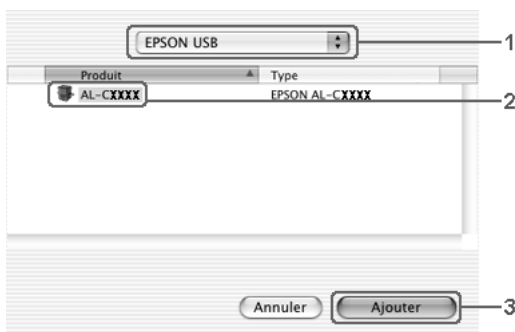 EPSON USB
1
Produit Type
AL-CXXXX EPSON AL-CXXXX
2
Annuler Ajouter
3